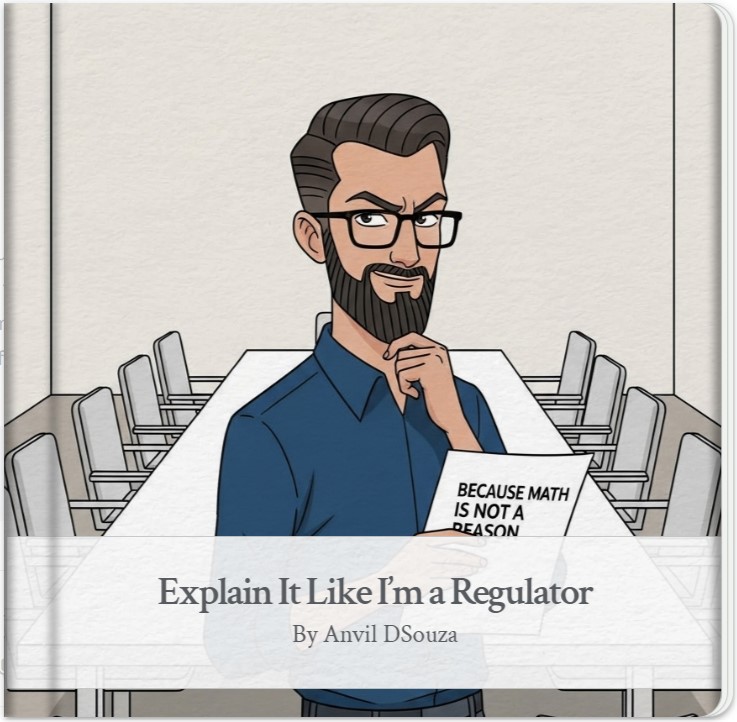 BECAUSE MATH
IS NOT A
REASON
Explain It Like I'm a Regulator
By Anvil DSouza